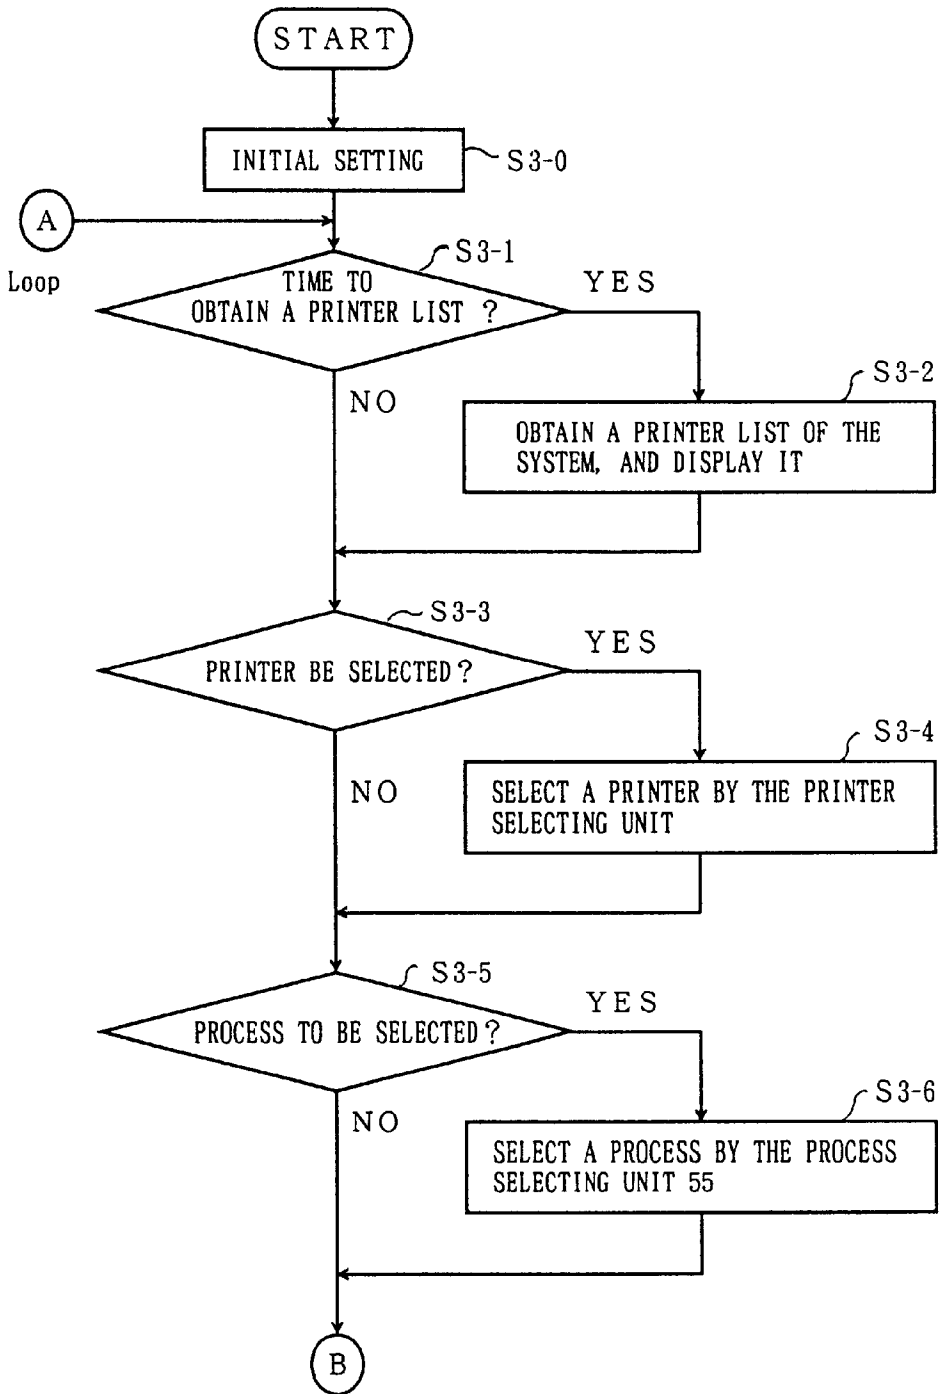 START
INITIAL SETTING
S3-0
A
Loop
S3-1
TIME TO
OBTAIN A PRINTER LIST ?
YES
NO
S3-2
OBTAIN A PRINTER LIST OF THE
SYSTEM, AND DISPLAY IT
S3-3
PRINTER BE SELECTED?
YES
NO
S3-4
SELECT A PRINTER BY THE PRINTER
SELECTING UNIT
S3-5
PROCESS TO BE SELECTED?
YES
NO
S3-6
SELECT A PROCESS BY THE PROCESS
SELECTING UNIT 55
B